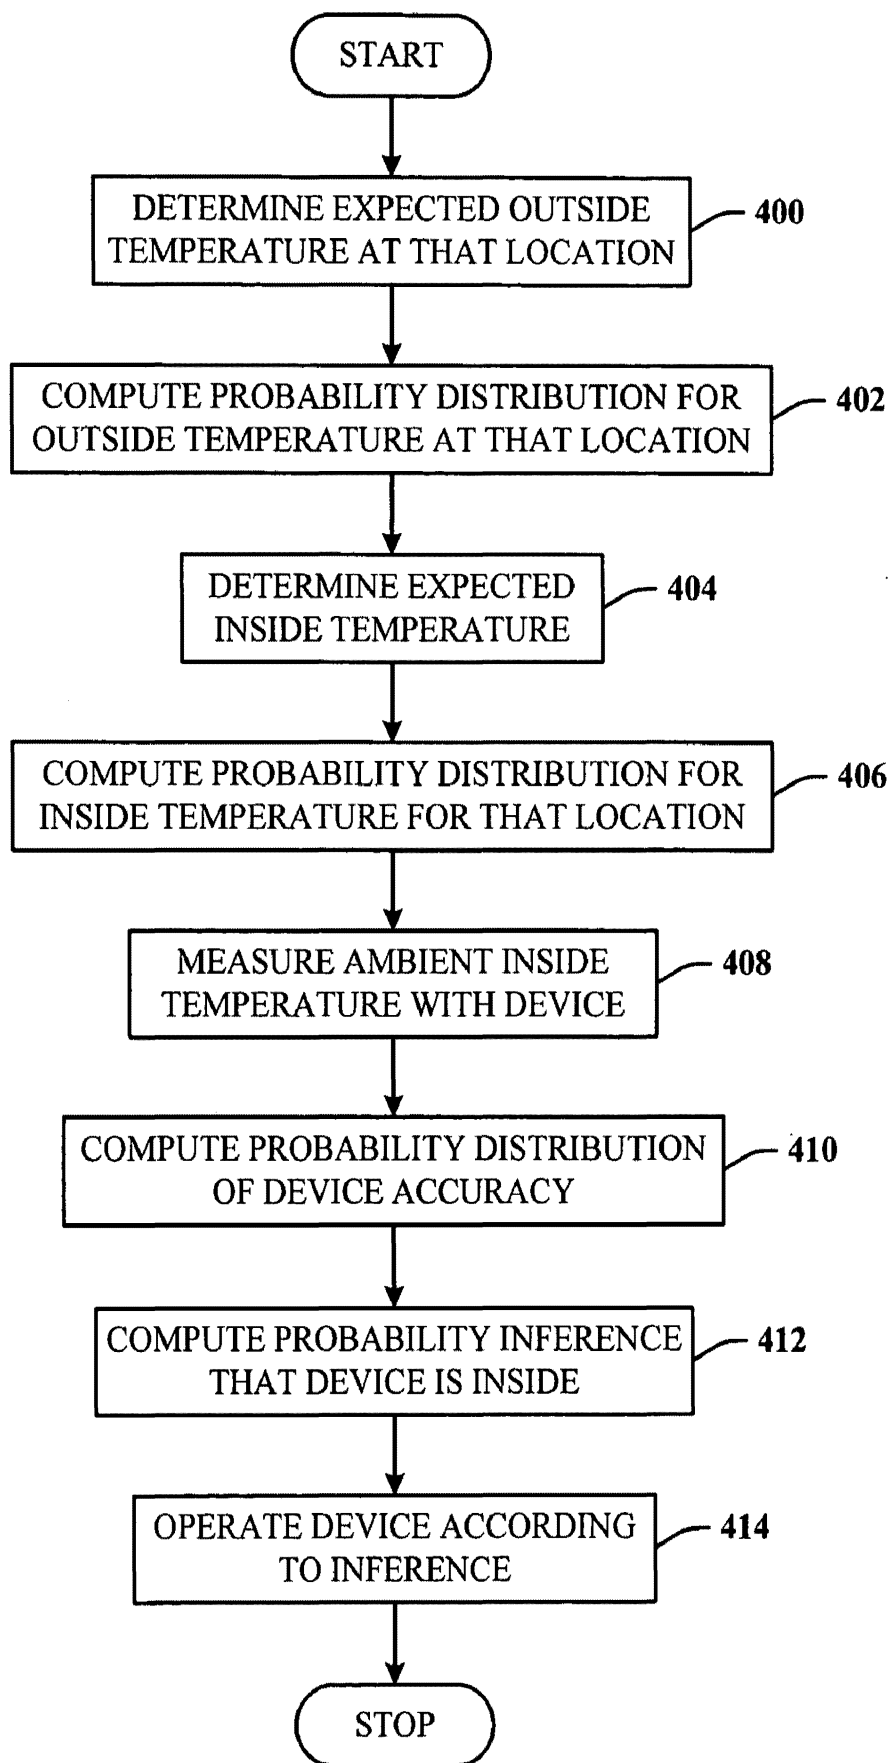 START
DETERMINE EXPECTED OUTSIDE
TEMPERATURE AT THAT LOCATION
400
COMPUTE PROBABILITY DISTRIBUTION FOR
OUTSIDE TEMPERATURE AT THAT LOCATION
402
DETERMINE EXPECTED
INSIDE TEMPERATURE
404
COMPUTE PROBABILITY DISTRIBUTION FOR
INSIDE TEMPERATURE FOR THAT LOCATION
406
MEASURE AMBIENT INSIDE
TEMPERATURE WITH DEVICE
408
COMPUTE PROBABILITY DISTRIBUTION
OF DEVICE ACCURACY
410
COMPUTE PROBABILITY INFERENCE
THAT DEVICE IS INSIDE
412
OPERATE DEVICE ACCORDING
TO INFERENCE
414
STOP